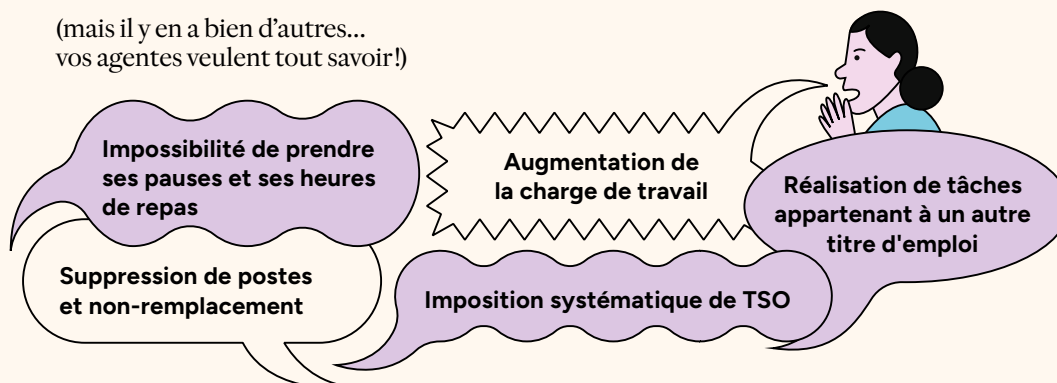 (mais il y en a bien d’autres...
vos agentes veulent tout savoir!)
Impossibilité de prendre
ses pauses et ses heures
de repas
Augmentation de
la charge de travail
Réalisation de tâches
appartenant à un autre
titre d'emploi
Suppression de postes
et non-remplacement
Imposition systématique de TSO